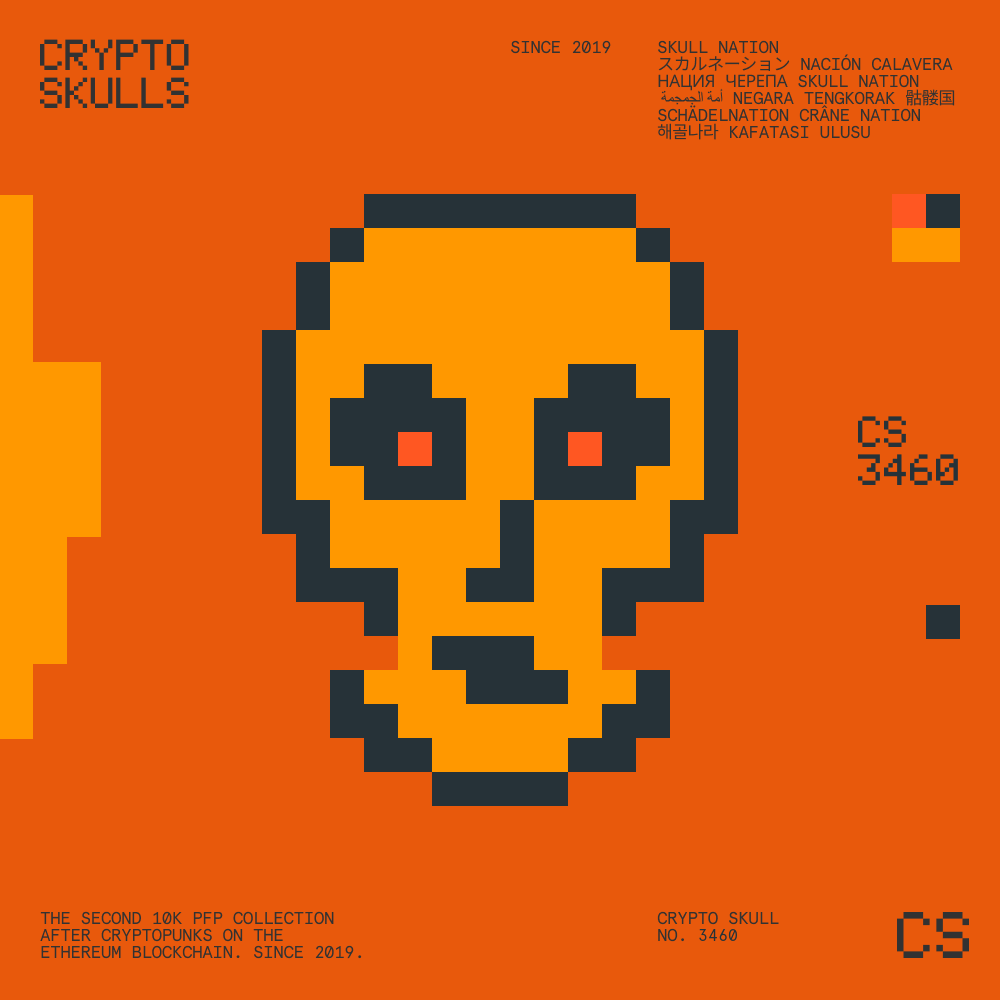 CRYPTO
SKULLS
SINCE 2019
SKULL NATION
スカルネーション NACIÓN CALAVERA
НАЦИЯ ЧЕРЕПА SKULL NATION
أمة الجمجمة NEGARA TENGKORAK 骷髅国
SCHÄDELNATION CRÂNE NATION
해골나라 KAFATASI ULUSU
CS
3460
THE SECOND 10K PFP COLLECTION
AFTER CRYPTOPUNKS ON THE
ETHEREUM BLOCKCHAIN. SINCE 2019.
CRYPTO SKULL
NO. 3460
CS